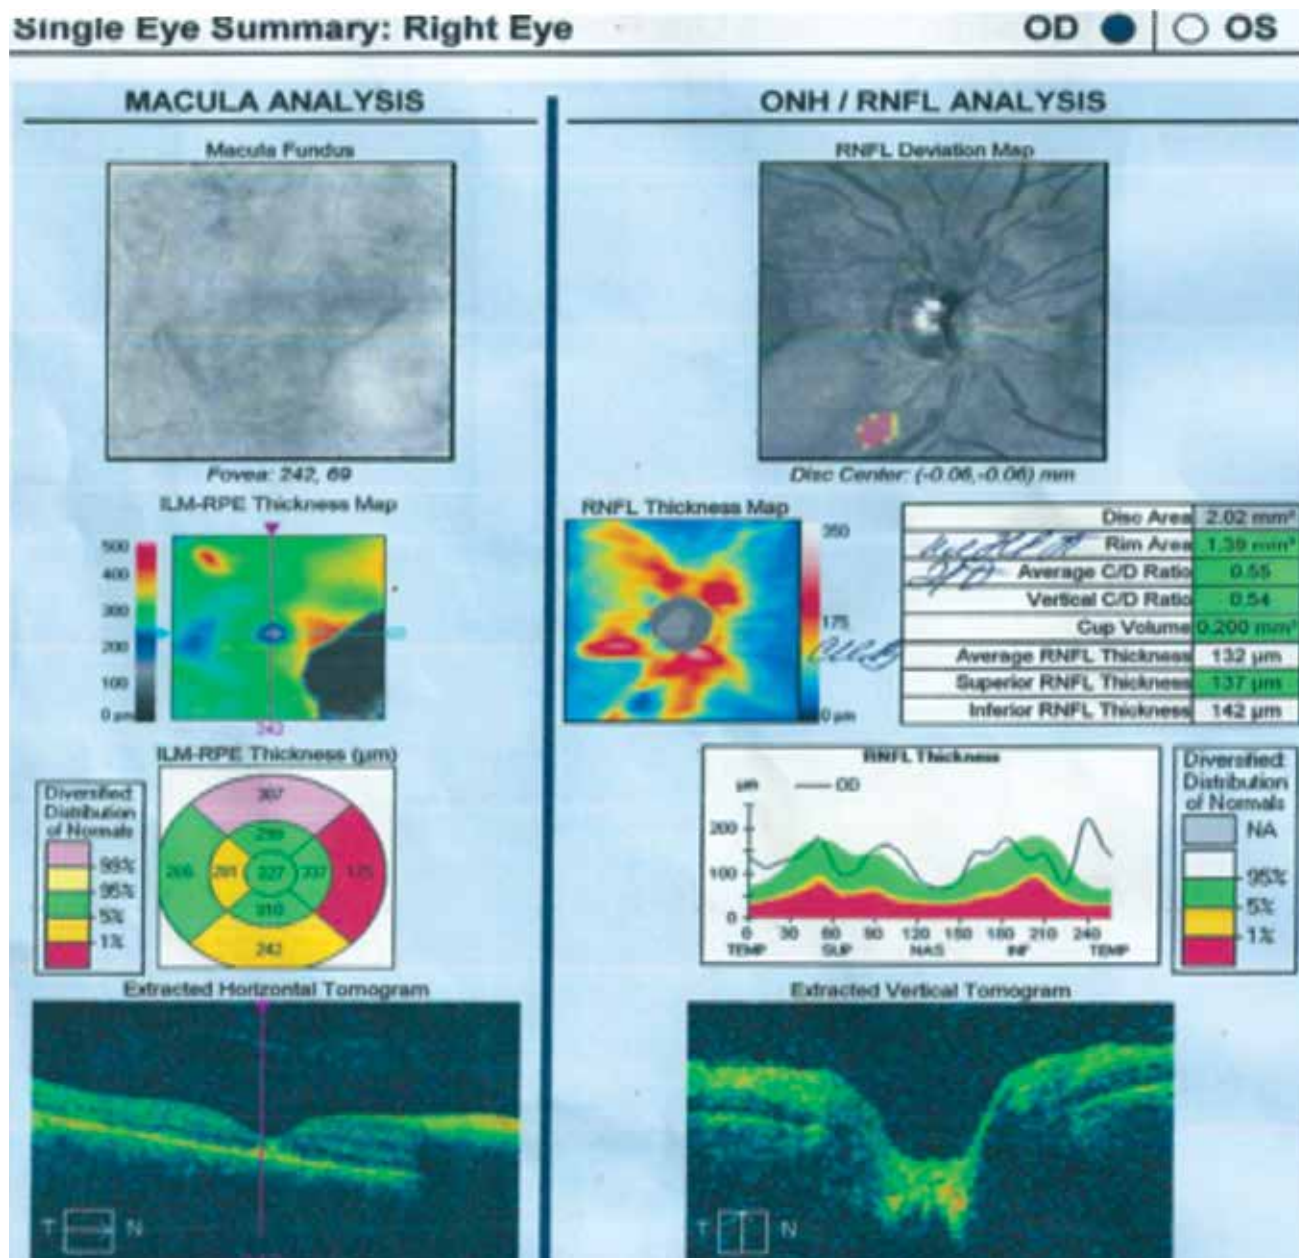 Single Eye Summary: Right Eye
OD OS
MACULA ANALYSIS
Macula Fundus
Fovea: 242, 69
ILM-RPE Thickness Map
500
400
300
200
100
0 µm
242
ILM-RPE Thickness (µm)
Diversified:
Distribution
of Normals
99%
95%
5%
1%
307
299
266
281
327
337
175
310
242
Extracted Horizontal Tomogram
T N
ONH / RNFL ANALYSIS
RNFL Deviation Map
Disc Center: (-0.06,-0.06) mm
RNFL Thickness Map
350
175
0 µm
Disc Area 2.02 mm²
Rim Area 1.39 mm²
Average C/D Ratio 0.55
Vertical C/D Ratio 0.54
Cup Volume 0.200 mm³
Average RNFL Thickness 132 µm
Superior RNFL Thickness 137 µm
Inferior RNFL Thickness 142 µm
RNFL Thickness
µm OD
200
100
0
0 30 60 90 120 150 180 210 240
TEMP SUP NAS INF TEMP
Diversified:
Distribution
of Normals
NA
95%
5%
1%
Extracted Vertical Tomogram
T N